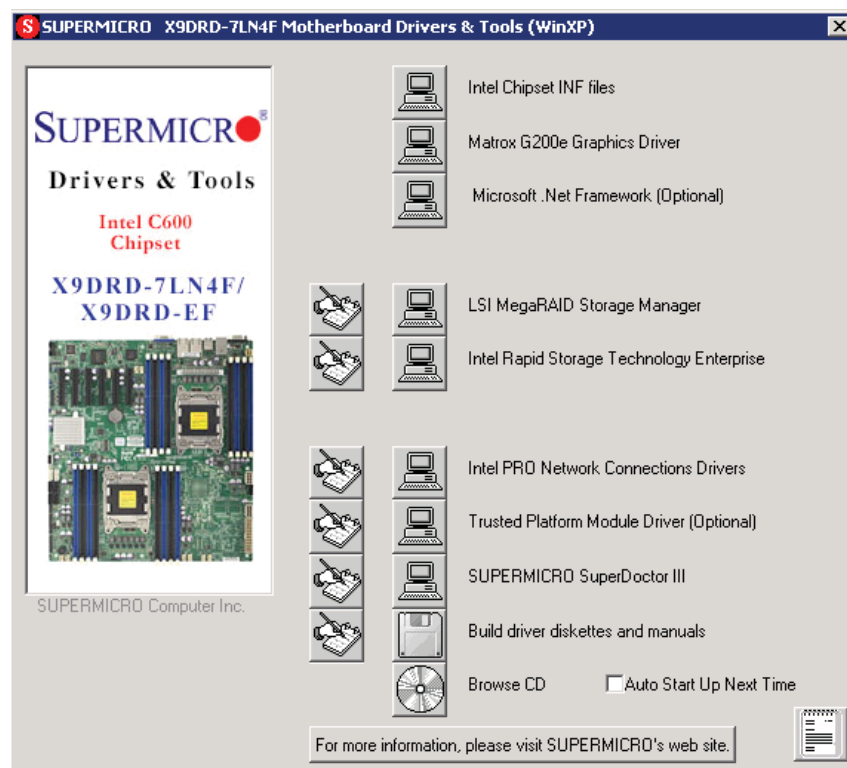 SUPERMICRO X9DRD-7LN4F Motherboard Drivers & Tools (WinXP)
SUPERMICRO®
Drivers & Tools
Intel C600
Chipset
X9DRD-7LN4F/
X9DRD-EF
SUPERMICRO Computer Inc.
Intel Chipset INF files
Matrox G200e Graphics Driver
Microsoft .Net Framework (Optional)
LSI MegaRAID Storage Manager
Intel Rapid Storage Technology Enterprise
Intel PRO Network Connections Drivers
Trusted Platform Module Driver (Optional)
SUPERMICRO SuperDoctor III
Build driver diskettes and manuals
Browse CD Auto Start Up Next Time
For more information, please visit SUPERMICRO's web site.